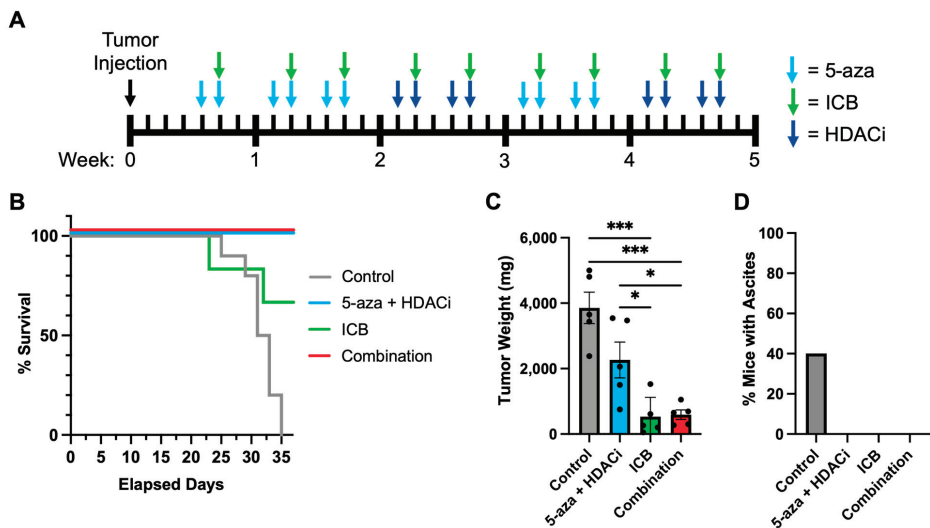 A
Tumor
Injection
= 5-aza
= ICB
= HDACi
Week: 0 1 2 3 4 5
B
% Survival
100
50
0
0 5 10 15 20 25 30 35
Elapsed Days
Control
5-aza + HDACi
ICB
Combination
C
Tumor Weight (mg)
6,000
4,000
2,000
0
***
***
*
*
Control
5-aza + HDACi
ICB
Combination
D
% Mice with Ascites
100
80
60
40
20
0
Control
5-aza + HDACi
ICB
Combination